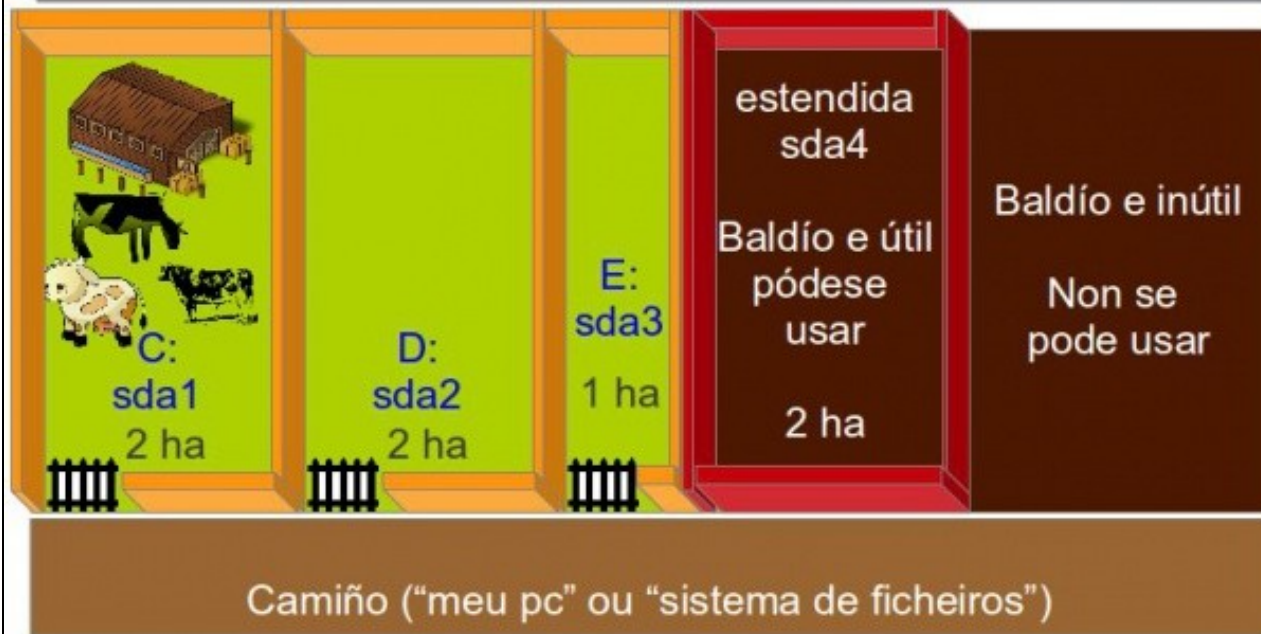 C:
sda1
2 ha
D:
sda2
2 ha
E:
sda3
1 ha
estendida
sda4
Baldío e útil
pódese
usar
2 ha
Baldío e inútil
Non se
pode usar
Camiño (“meu pc” ou “sistema de ficheiros”)